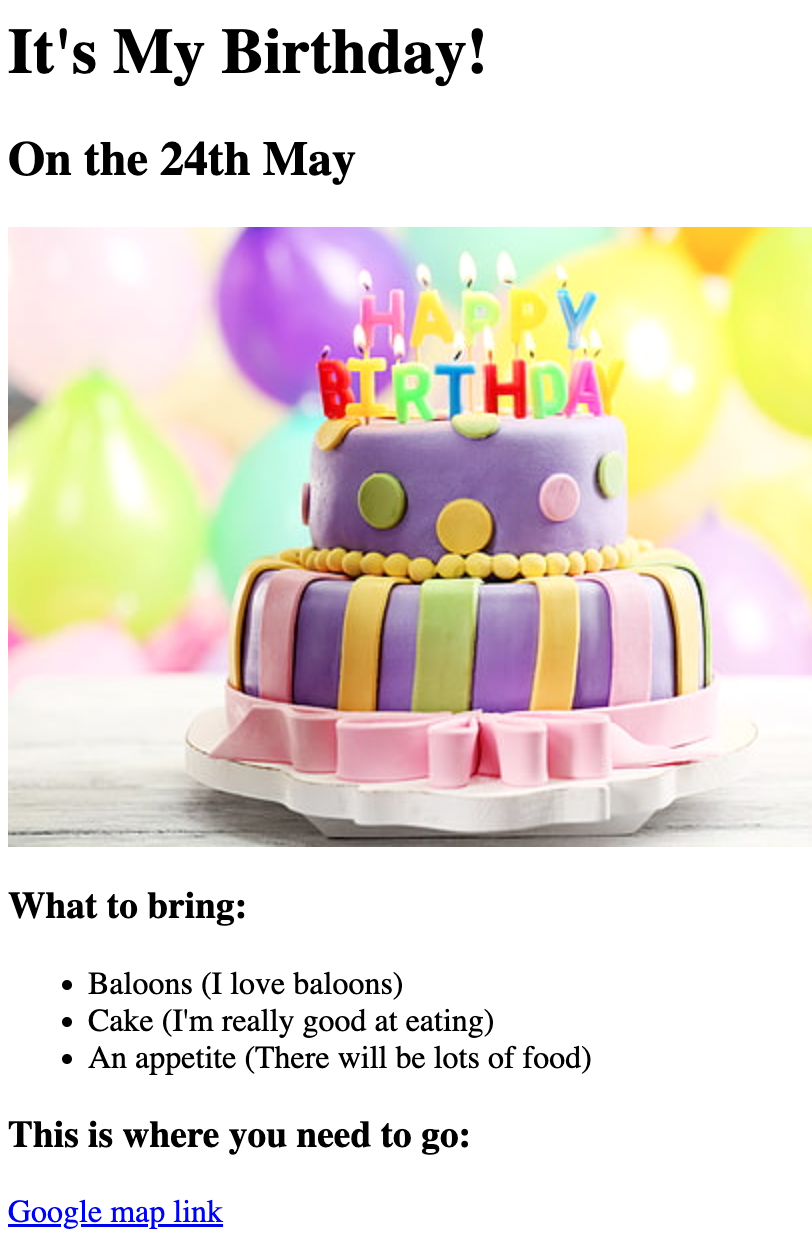 It's My Birthday!
On the 24th May
HAPPY
BIRTHDAY
What to bring:
Baloons (I love baloons)
Cake (I'm really good at eating)
An appetite (There will be lots of food)
This is where you need to go:
Google map link